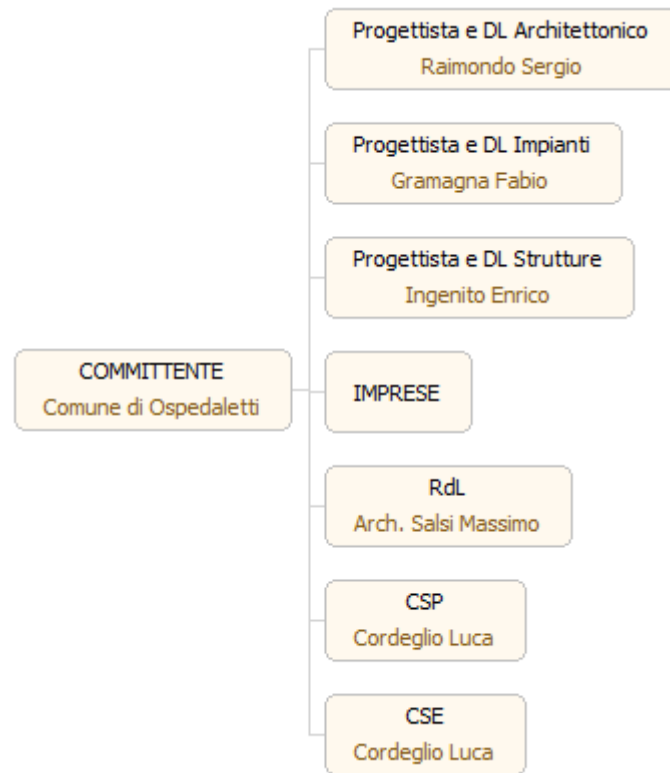 Progettista e DL Architettonico
Raimondo Sergio
Progettista e DL Impianti
Gramagna Fabio
Progettista e DL Strutture
Ingenito Enrico
COMMITTENTE
Comune di Ospedaletti
IMPRESE
RdL
Arch. Salsi Massimo
CSP
Cordeglio Luca
CSE
Cordeglio Luca